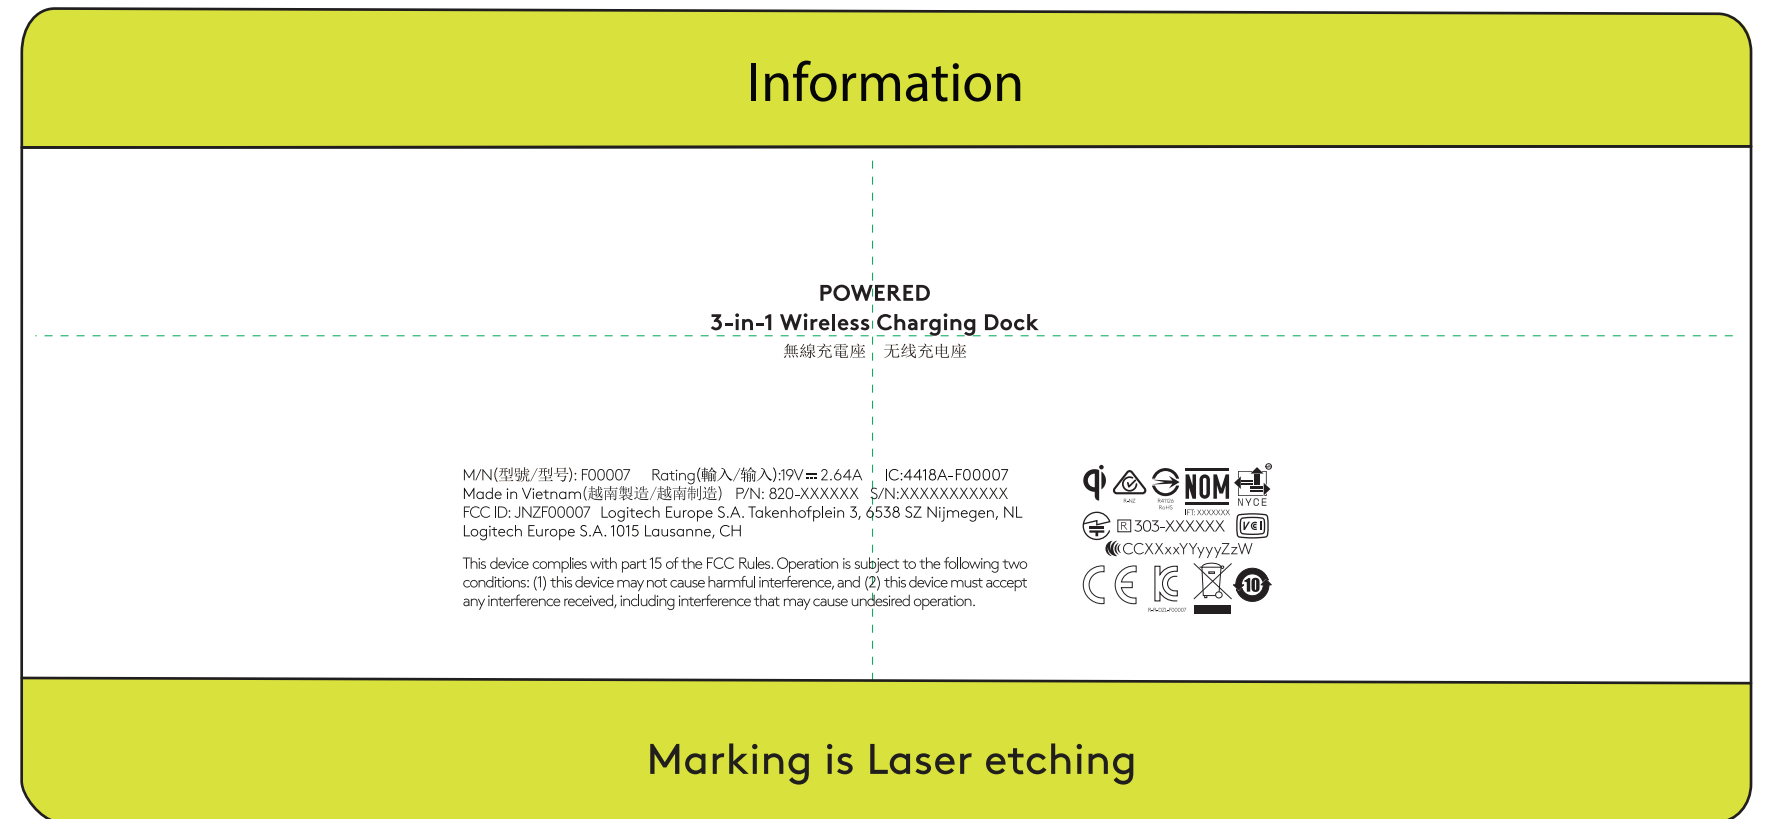 Information
POWERED
3-in-1 Wireless Charging Dock
無線充電座 无线充电座
M/N(型號/型号): F00007 Rating(輸入/输入):19V⎓2.64A IC:4418A-F00007
Made in Vietnam(越南製造/越南制造) P/N: 820-XXXXXX S/N:XXXXXXXXXXX
FCC ID: JNZF00007 Logitech Europe S.A. Takenhofplein 3, 6538 SZ Nijmegen, NL
Logitech Europe S.A. 1015 Lausanne, CH
This device complies with part 15 of the FCC Rules. Operation is subject to the following two
conditions: (1) this device may not cause harmful interference, and (2) this device must accept
any interference received, including interference that may cause undesired operation.
qi NOM NYCE
R-NZ RoHS IFT: XXXXXXX
R 303-XXXXXX VCI
CCXXxxYYyyyZzW
CE KC 10
Marking is Laser etching